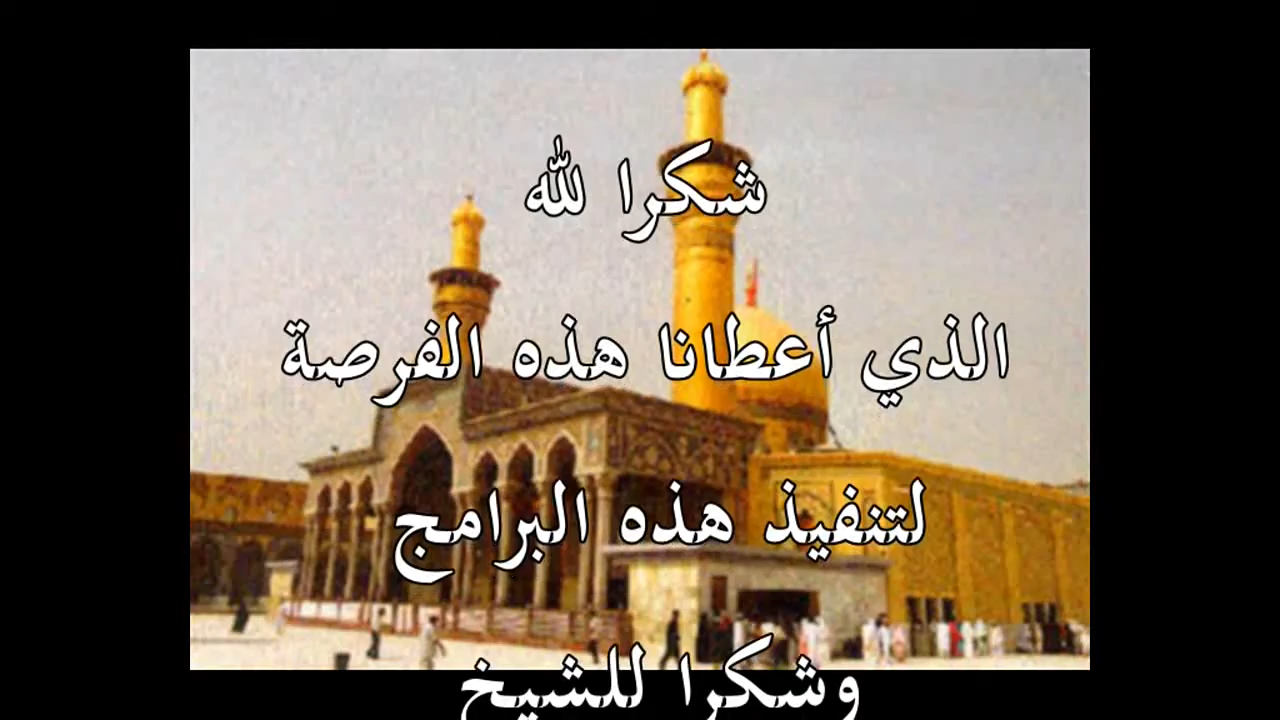 شكرا لله
الذي أعطانا هذه الفرصة
لتنفيذ هذه البرامج
وشكرا للشيخ